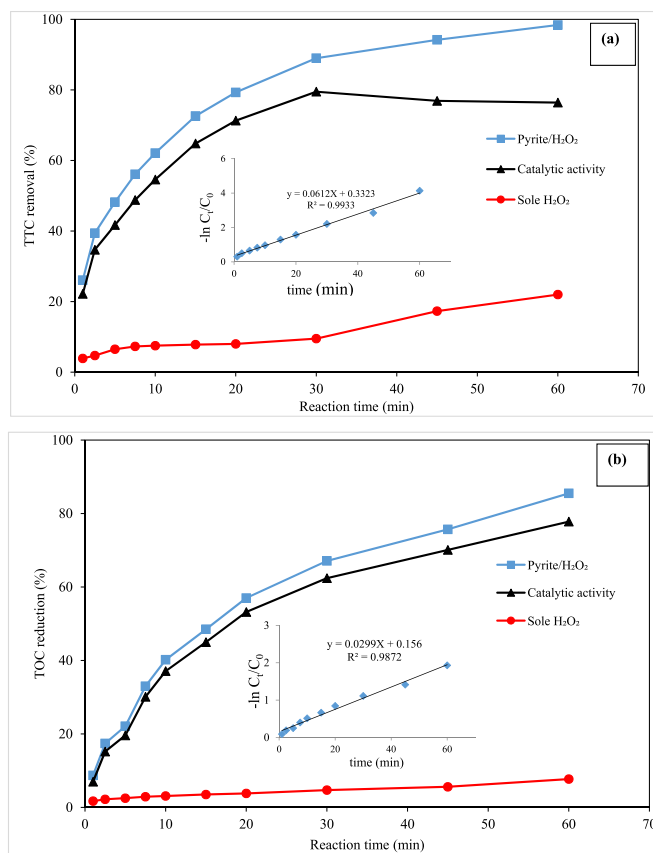 (a)
TTC removal (%)
100
80
60
40
20
0
0 10 20 30 40 50 60 70
Reaction time (min)
Pyrite/H₂O₂
Catalytic activity
Sole H₂O₂
-ln Cₜ/C₀
6
4
2
0
0 20 40 60
time (min)
y = 0.0612X + 0.3323
R² = 0.9933
(b)
TOC reduction (%)
100
80
60
40
20
0
0 10 20 30 40 50 60 70
Reaction time (min)
Pyrite/H₂O₂
Catalytic activity
Sole H₂O₂
-ln Cₜ/C₀
3
2
1
0
0 20 40 60
time (min)
y = 0.0299X + 0.156
R² = 0.9872